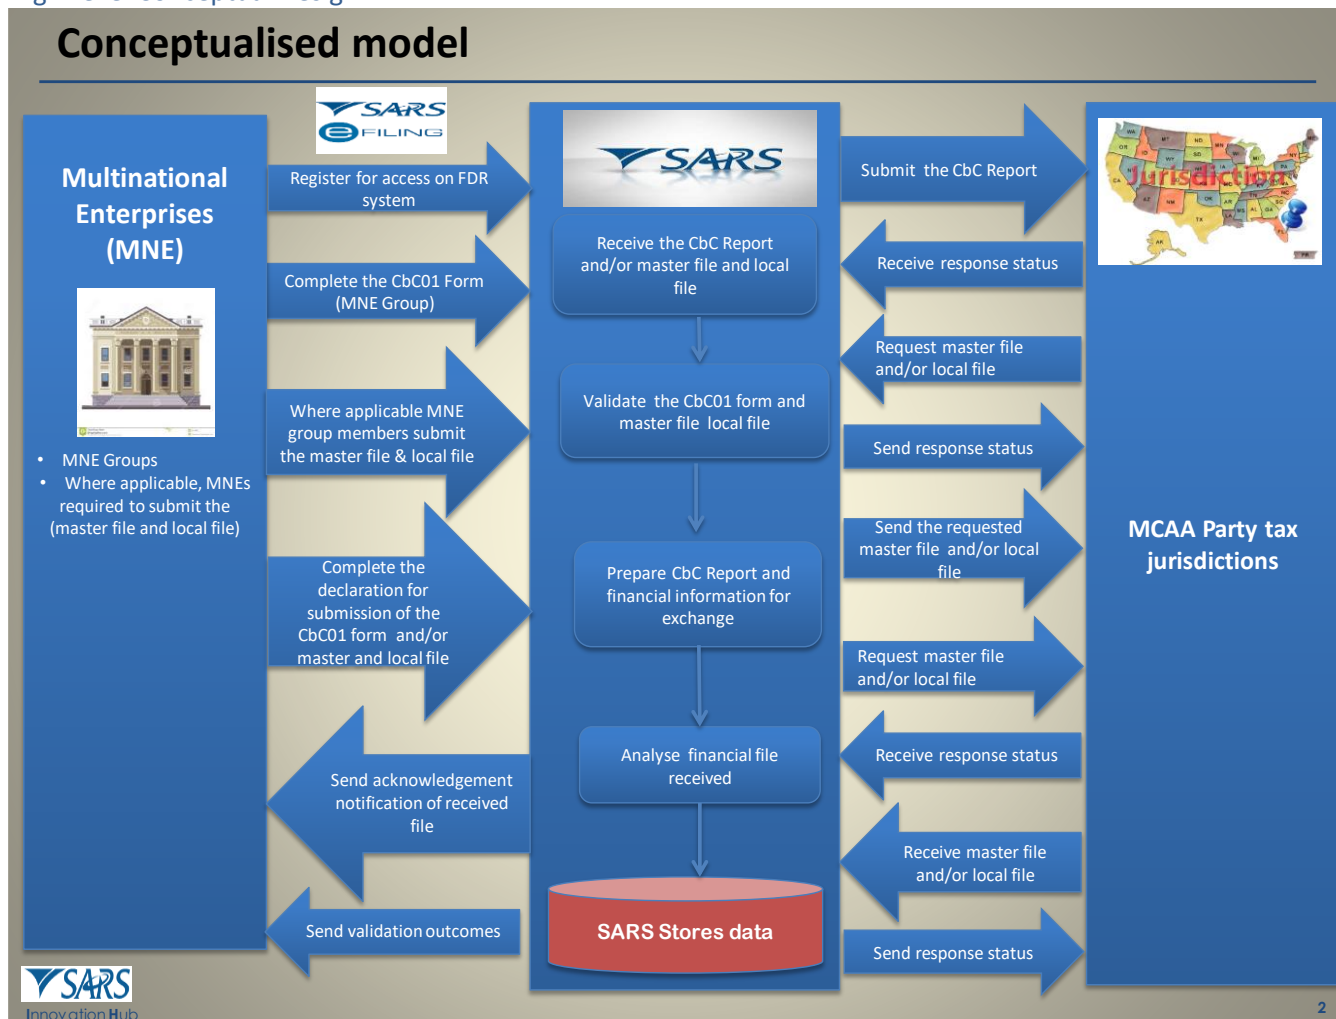 Conceptualised model
SARS
e FILING
Multinational
Enterprises
(MNE)
• MNE Groups
• Where applicable, MNEs
required to submit the
(master file and local file)
Register for access on FDR
system
Complete the CbC01 Form
(MNE Group)
Where applicable MNE
group members submit
the master file & local file
Complete the
declaration for
submission of the
CbC01 form and/or
master and local file
Send acknowledgement
notification of received
file
Send validation outcomes
SARS
Receive the CbC Report
and/or master file and local
file
Validate the CbC01 form and
master file local file
Prepare CbC Report and
financial information for
exchange
Analyse financial file
received
SARS Stores data
Submit the CbC Report
Receive response status
Request master file
and/or local file
Send response status
Send the requested
master file and/or local
file
Request master file
and/or local file
Receive response status
Receive master file
and/or local file
Send response status
Jurisdiction
MCAA Party tax
jurisdictions
SARS
Innovation Hub
2